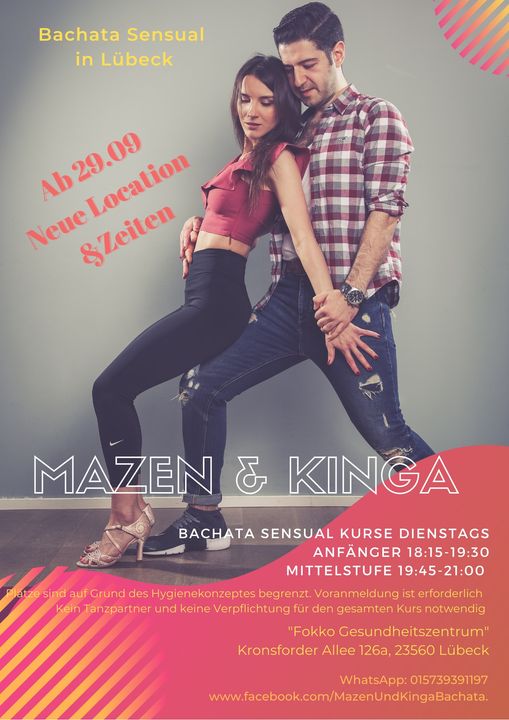 Bachata Sensual
in Lübeck
Ab 29.09
Neue Location
&Zeiten
MAZEN & KINGA
BACHATA SENSUAL KURSE DIENSTAGS
ANFÄNGER 18:15-19:30
MITTELSTUFE 19:45-21:00
Plätze sind auf Grund des Hygienekonzeptes begrenzt. Voranmeldung ist erforderlich
Kein Tanzpartner und keine Verpflichtung für den gesamten Kurs notwendig
"Fokko Gesundheitszentrum"
Kronsforder Allee 126a, 23560 Lübeck
WhatsApp: 015739391197
www.facebook.com/MazenUndKingaBachata.